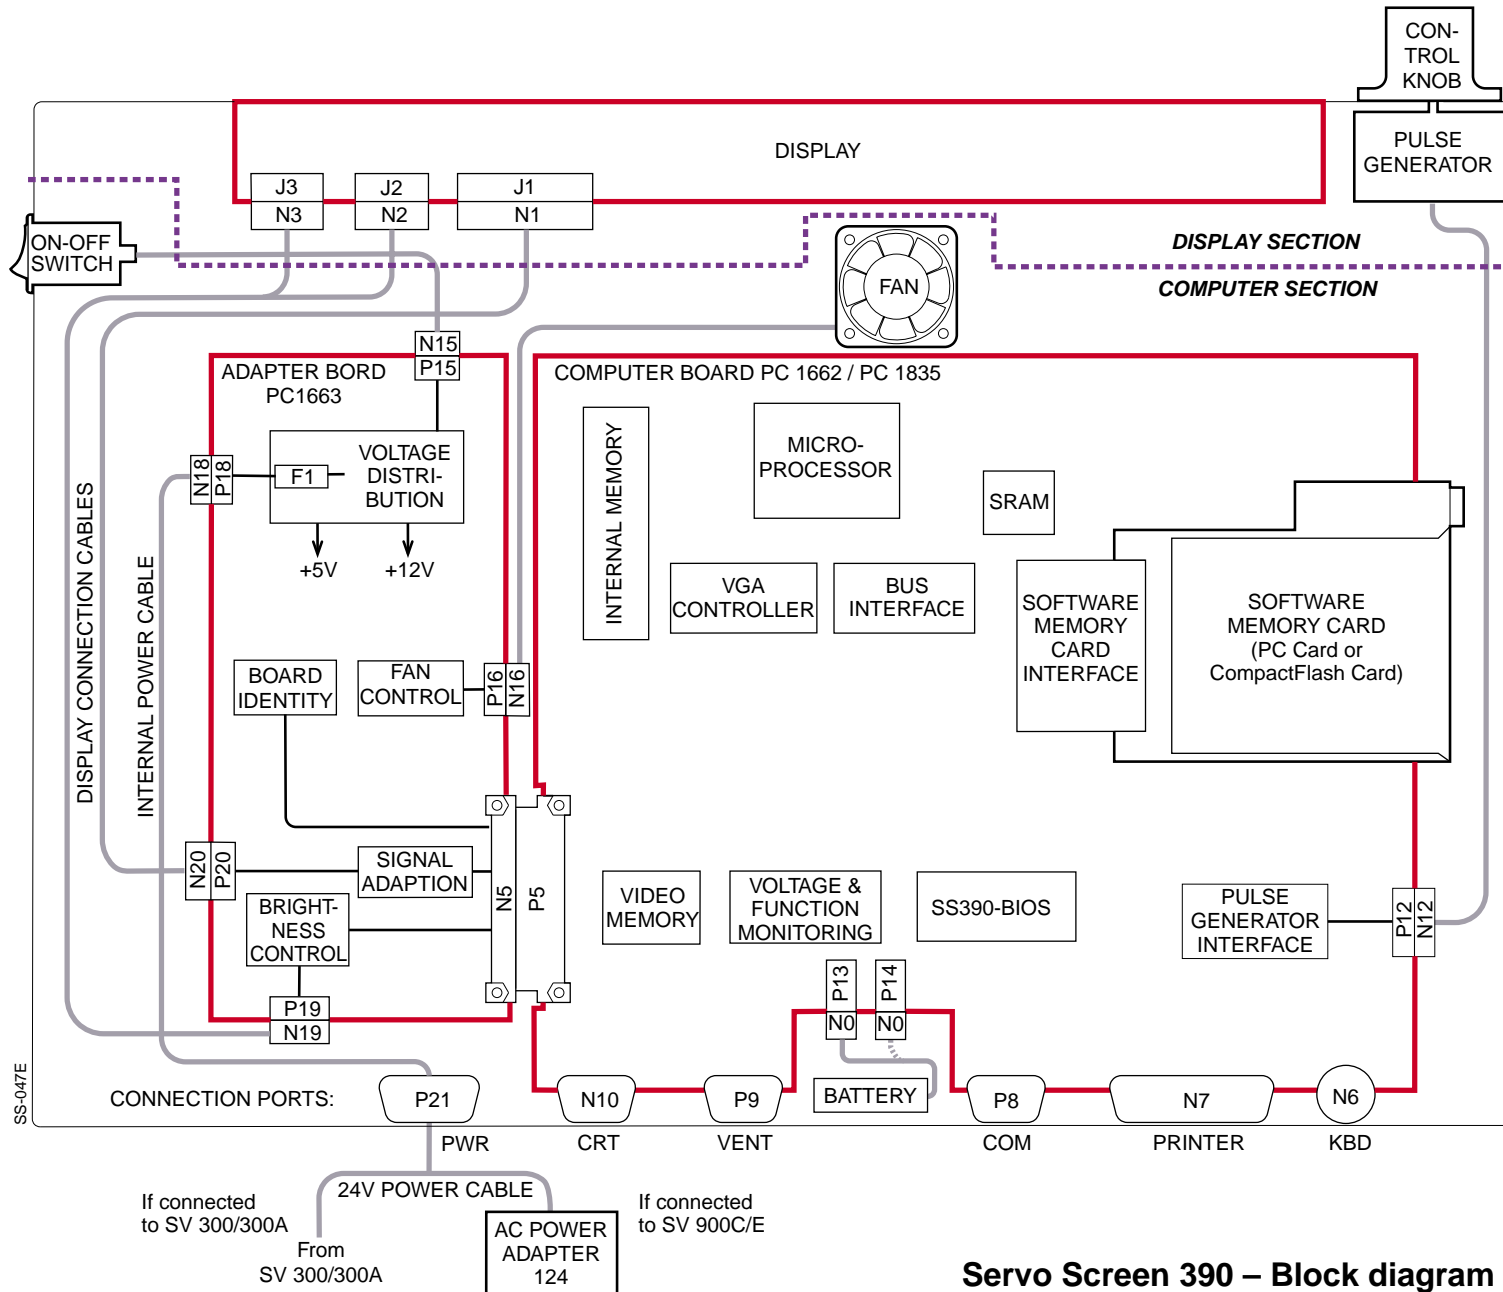 CON-
TROL
KNOB
PULSE
GENERATOR
DISPLAY
J3
J2
J1
N3
N2
N1
ON-OFF
SWITCH
DISPLAY SECTION
COMPUTER SECTION
FAN
N15
P15
ADAPTER BORD
PC1663
COMPUTER BOARD PC 1662 / PC 1835
VOLTAGE
DISTRI-
BUTION
F1
N18
P18
+5V
+12V
INTERNAL MEMORY
MICRO-
PROCESSOR
SRAM
VGA
CONTROLLER
BUS
INTERFACE
SOFTWARE
MEMORY
CARD
INTERFACE
SOFTWARE
MEMORY CARD
(PC Card or
CompactFlash Card)
DISPLAY CONNECTION CABLES
INTERNAL POWER CABLE
BOARD
IDENTITY
FAN
CONTROL
P16
N16
N20
P20
SIGNAL
ADAPTION
N5
P5
BRIGHT-
NESS
CONTROL
P19
N19
VIDEO
MEMORY
VOLTAGE &
FUNCTION
MONITORING
SS390-BIOS
PULSE
GENERATOR
INTERFACE
P12
N12
P13
N0
P14
N0
BATTERY
SS-047E
CONNECTION PORTS:
P21
N10
P9
P8
N7
N6
PWR
CRT
VENT
COM
PRINTER
KBD
24V POWER CABLE
If connected
to SV 300/300A
From
SV 300/300A
AC POWER
ADAPTER
124
If connected
to SV 900C/E
Servo Screen 390 – Block diagram